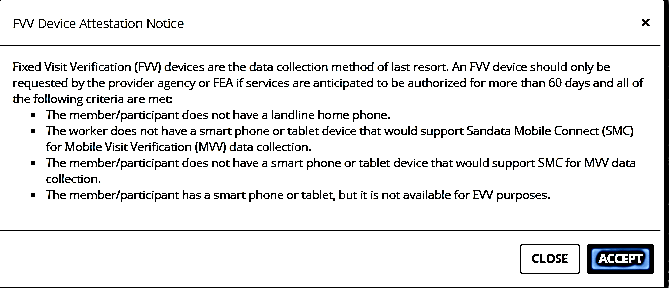 FVV Device Attestation Notice ×
Fixed Visit Verification (FVV) devices are the data collection method of last resort. An FVV device should only be
requested by the provider agency or FEA if services are anticipated to be authorized for more than 60 days and all of
the following criteria are met:
▪ The member/participant does not have a landline home phone.
▪ The worker does not have a smart phone or tablet device that would support Sandata Mobile Connect (SMC)
for Mobile Visit Verification (MVV) data collection.
▪ The member/participant does not have a smart phone or tablet device that would support SMC for MVV data
collection.
▪ The member/participant has a smart phone or tablet, but it is not available for EVV purposes.
CLOSE ACCEPT